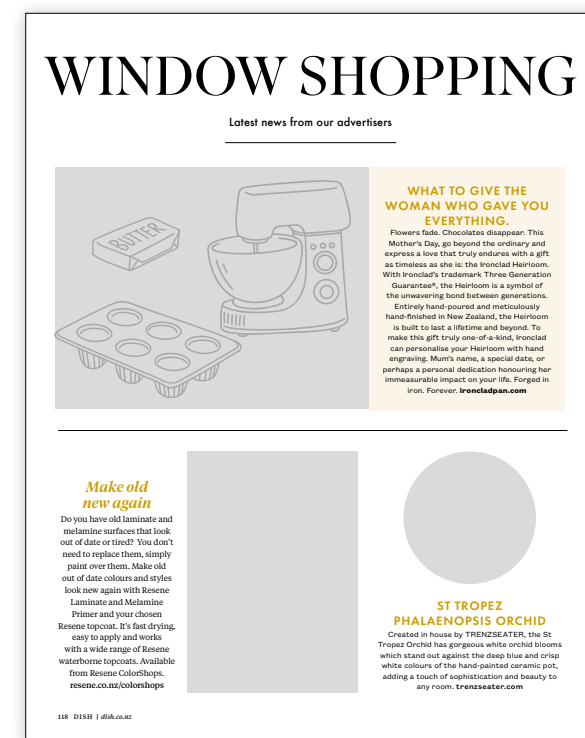 WINDOW SHOPPING
Latest news from our advertisers
BUTTER
WHAT TO GIVE THE
WOMAN WHO GAVE YOU
EVERYTHING.
Flowers fade. Chocolates disappear. This
Mother's Day, go beyond the ordinary and
express a love that truly endures with a gift
as timeless as she is: the Ironclad Heirloom.
With Ironclad's trademark Three Generation
Guarantee®, the Heirloom is a symbol of
the unwavering bond between generations.
Entirely hand-poured and meticulously
hand-finished in New Zealand, the Heirloom
is built to last a lifetime and beyond. To
make this gift truly one-of-a-kind, Ironclad
can personalise your Heirloom with hand
engraving. Mum's name, a special date, or
perhaps a personal dedication honouring her
immeasurable impact on your life. Forged in
iron. Forever. ironcladpan.com
Make old
new again
Do you have old laminate and
melamine surfaces that look
out of date or tired? You don't
need to replace them, simply
paint over them. Make old
out of date colours and styles
look new again with Resene
Laminate and Melamine
Primer and your chosen
Resene topcoat. It's fast drying,
easy to apply and works
with a wide range of Resene
waterborne topcoats. Available
from Resene ColorShops.
resene.co.nz/colorshops
ST TROPEZ
PHALAENOPSIS ORCHID
Created in house by TRENZSEATER, the St
Tropez Orchid has gorgeous white orchid blooms
which stand out against the deep blue and crisp
white colours of the hand-painted ceramic pot,
adding a touch of sophistication and beauty to
any room. trenzseater.com
118 DISH | dish.co.nz